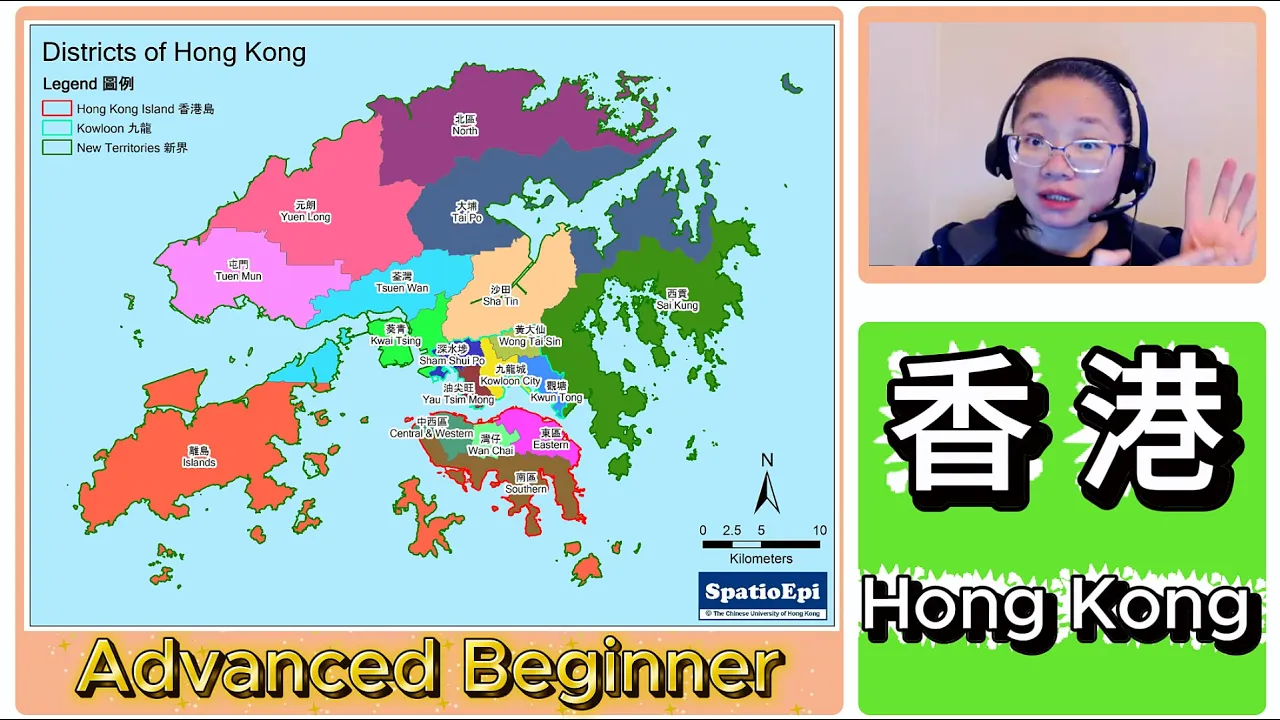 Districts of Hong Kong
Legend 圖例
Hong Kong Island 香港島
Kowloon 九龍
New Territories 新界
北區
North
元朗
Yuen Long
大埔
Tai Po
屯門
Tuen Mun
荃灣
Tsuen Wan
沙田
Sha Tin
西貢
Sai Kung
葵青
Kwai Tsing
黃大仙
Wong Tai Sin
深水埗
Sham Shui Po
九龍城
Kowloon City
觀塘
Kwun Tong
油尖旺
Yau Tsim Mong
中西區
Central & Western
灣仔
Wan Chai
東區
Eastern
離島
Islands
南區
Southern
N
0 2.5 5 10
Kilometers
SpatioEpi
© The Chinese University of Hong Kong
Advanced Beginner
香港
Hong Kong